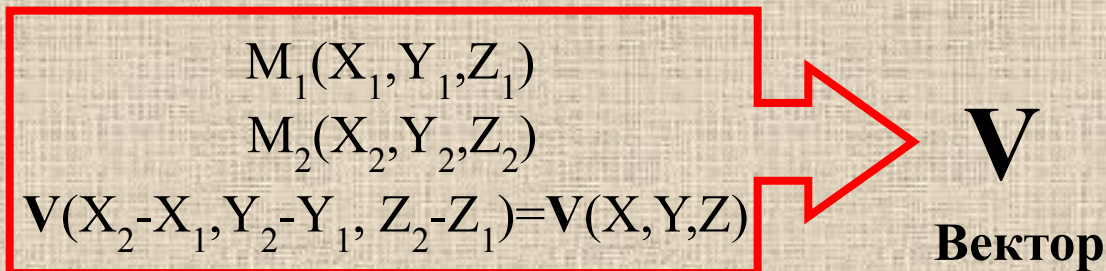 M₁(X₁,Y₁,Z₁)
M₂(X₂,Y₂,Z₂)
V(X₂-X₁,Y₂-Y₁, Z₂-Z₁)=V(X,Y,Z)
V
Вектор